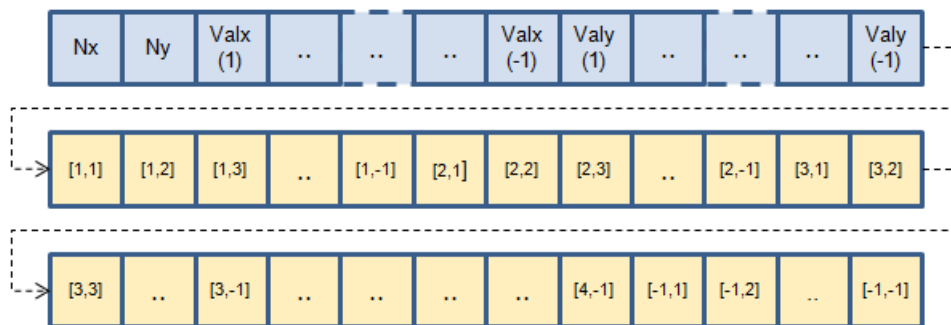 Nx Ny Valx (1) .. .. .. Valx (-1) Valy (1) .. .. .. Valy (-1)
[1,1] [1,2] [1,3] .. [1,-1] [2,1] [2,2] [2,3] .. [2,-1] [3,1] [3,2]
[3,3] .. [3,-1] .. .. .. .. [4,-1] [-1,1] [-1,2] .. [-1,-1]